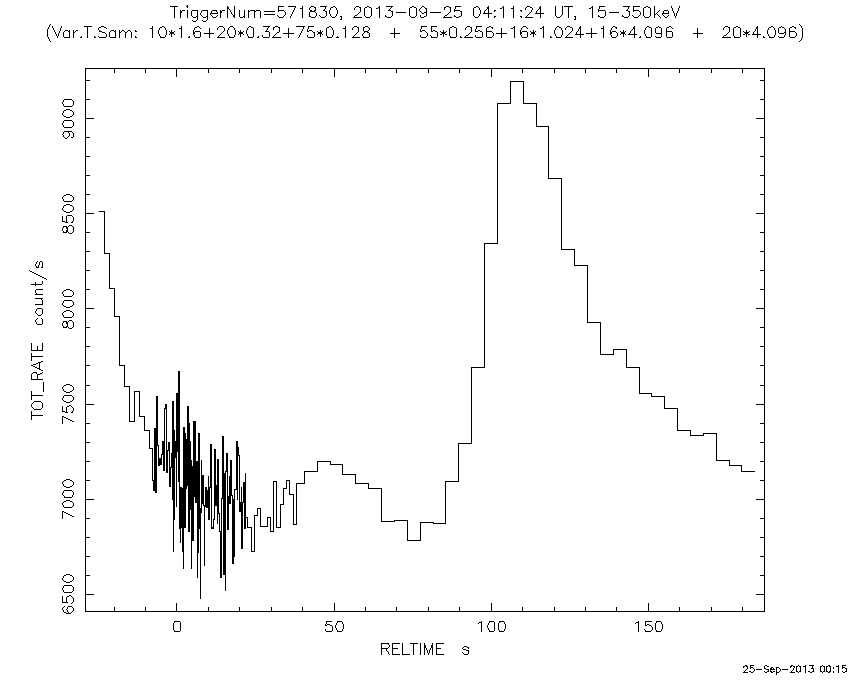 TriggerNum=571830, 2013-09-25 04:11:24 UT, 15-350keV
(Var.T.Sam: 10*1.6+20*0.32+75*0.128 + 55*0.256+16*1.024+16*4.096 + 20*4.096)
TOT_RATE count/s
9000
8500
8000
7500
7000
6500
0 50 100 150
RELTIME s
25-Sep-2013 00:15